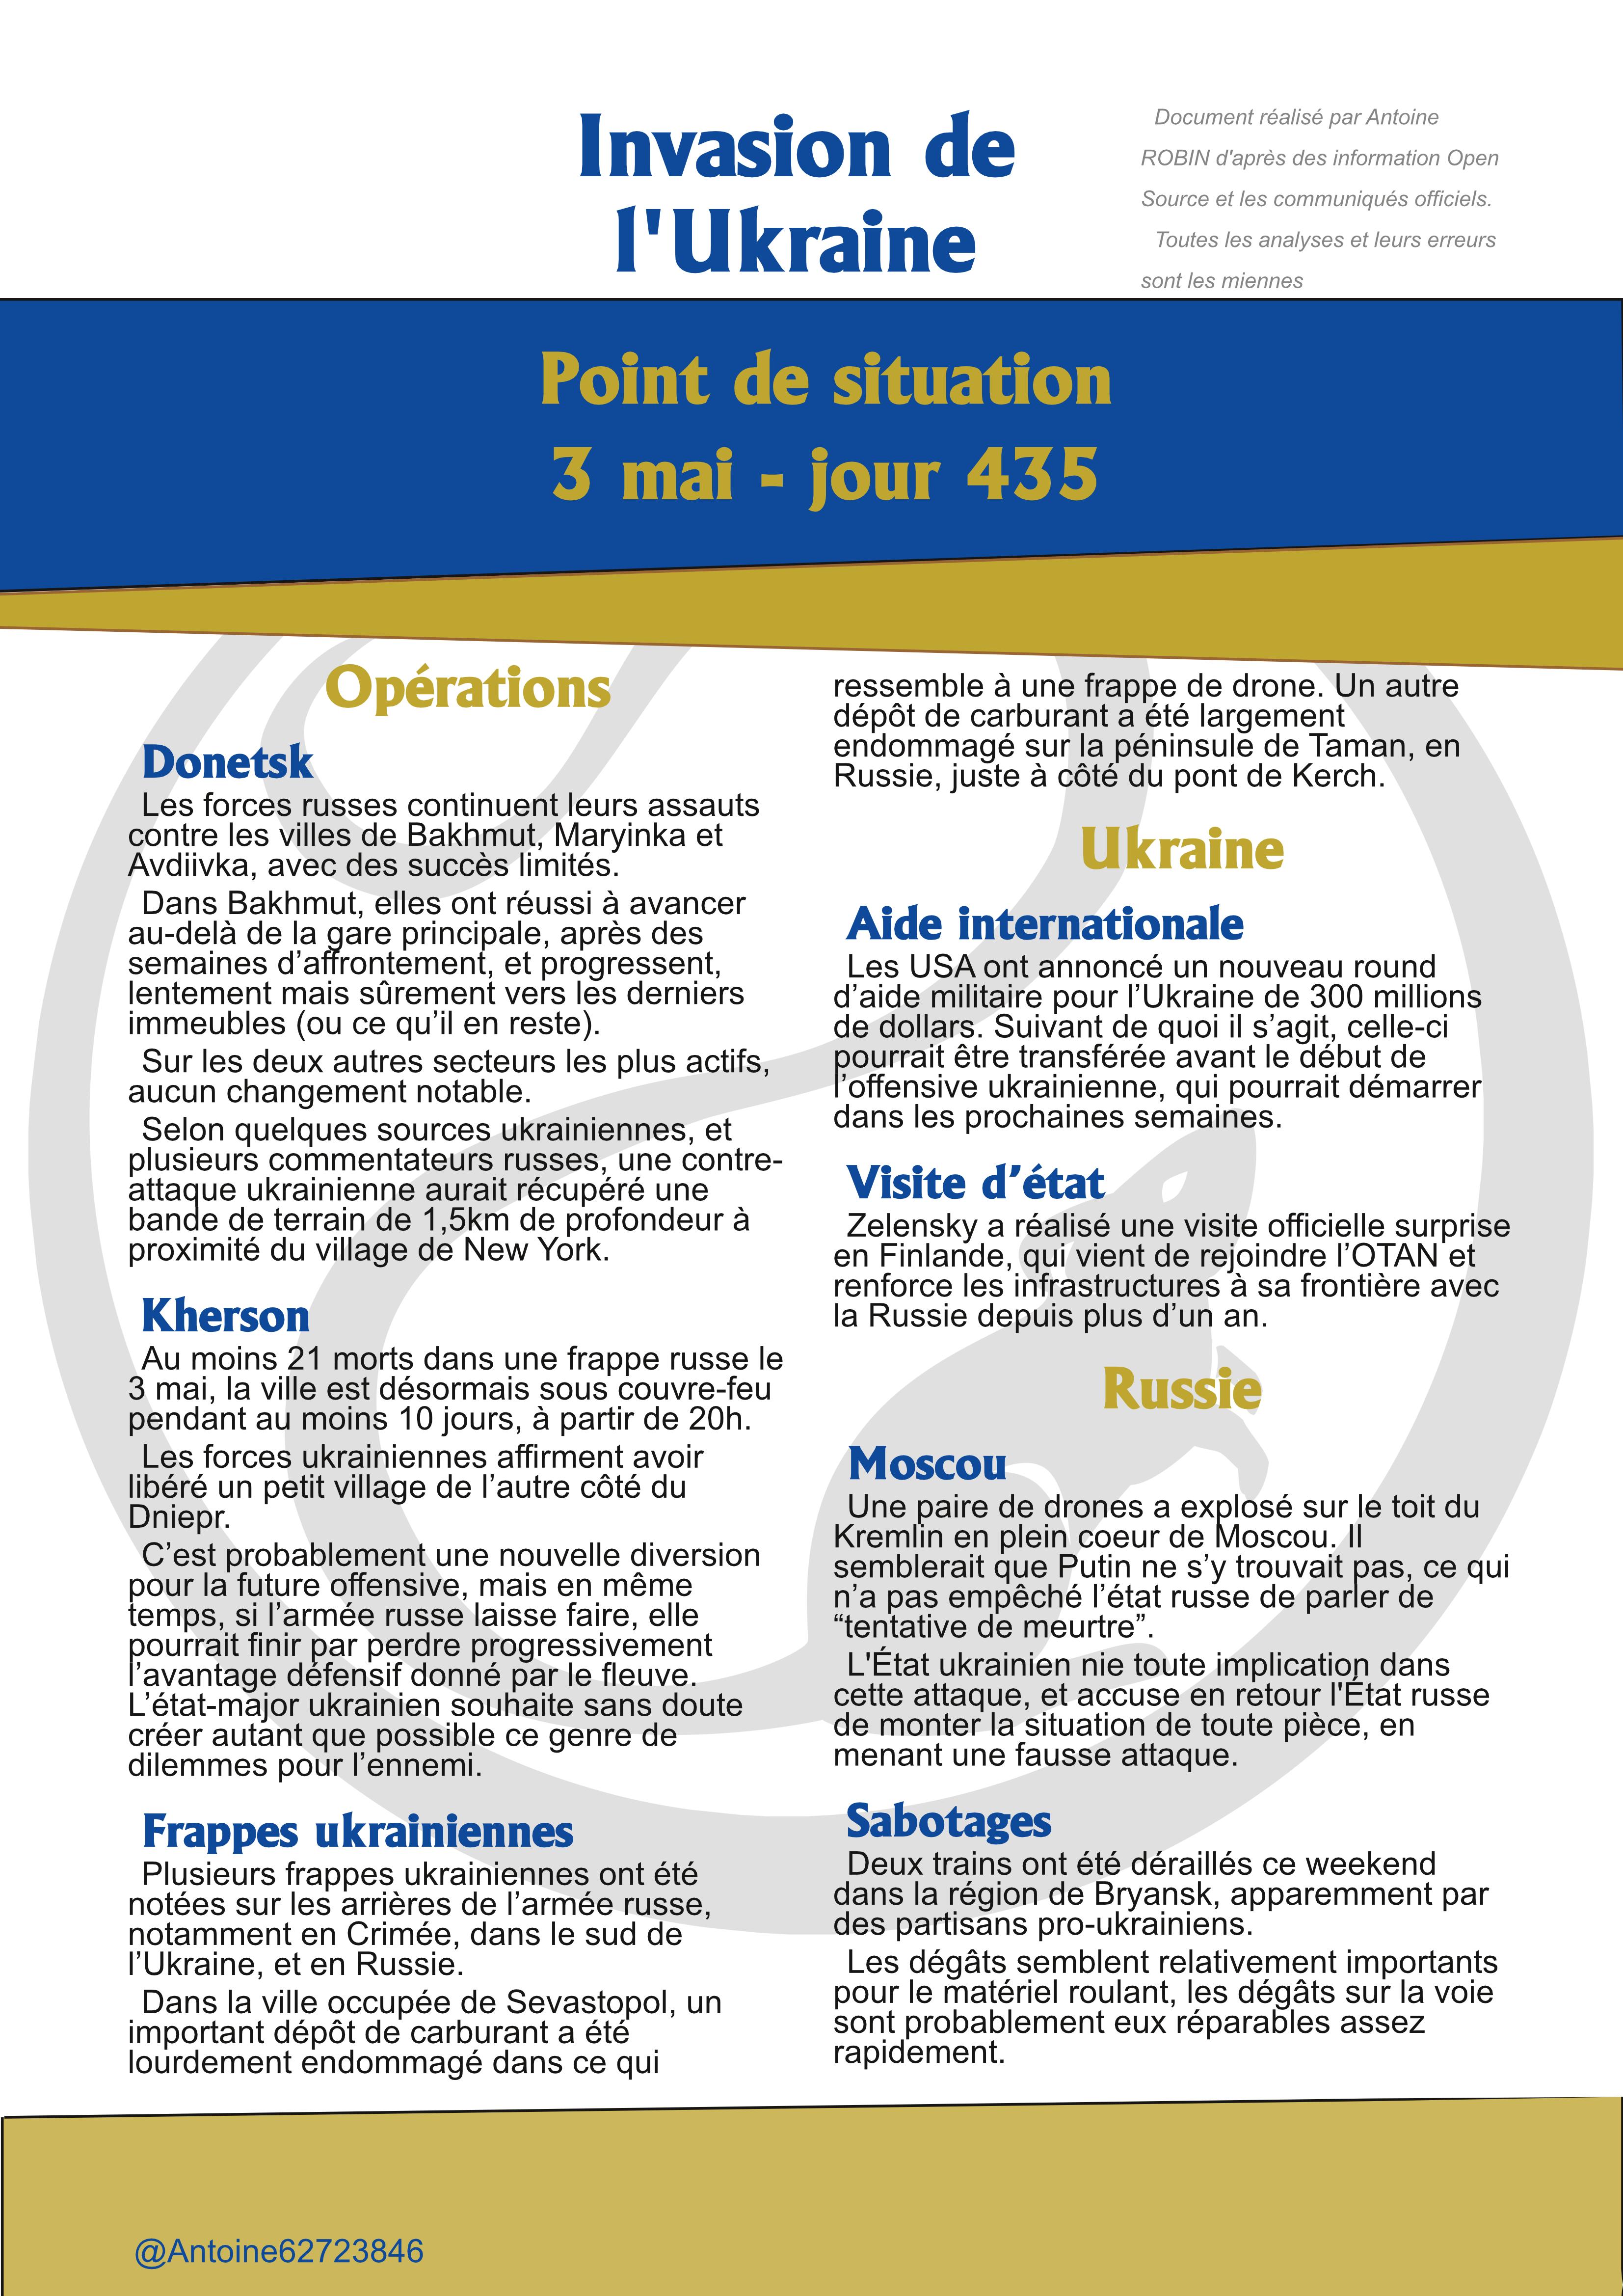 Invasion de
l'Ukraine
Document réalisé par Antoine
ROBIN d'après des information Open
Source et les communiqués officiels.
Toutes les analyses et leurs erreurs
sont les miennes
Point de situation
3 mai - jour 435
Opérations
Donetsk
Les forces russes continuent leurs assauts
contre les villes de Bakhmut, Maryinka et
Avdiivka, avec des succès limités.
Dans Bakhmut, elles ont réussi à avancer
au-delà de la gare principale, après des
semaines d’affrontement, et progressent,
lentement mais sûrement vers les derniers
immeubles (ou ce qu’il en reste).
Sur les deux autres secteurs les plus actifs,
aucun changement notable.
Selon quelques sources ukrainiennes, et
plusieurs commentateurs russes, une contre-
attaque ukrainienne aurait récupéré une
bande de terrain de 1,5km de profondeur à
proximité du village de New York.
Kherson
Au moins 21 morts dans une frappe russe le
3 mai, la ville est désormais sous couvre-feu
pendant au moins 10 jours, à partir de 20h.
Les forces ukrainiennes affirment avoir
libéré un petit village de l’autre côté du
Dniepr.
C’est probablement une nouvelle diversion
pour la future offensive, mais en même
temps, si l’armée russe laisse faire, elle
pourrait finir par perdre progressivement
l’avantage défensif donné par le fleuve.
L’état-major ukrainien souhaite sans doute
créer autant que possible ce genre de
dilemmes pour l’ennemi.
Frappes ukrainiennes
Plusieurs frappes ukrainiennes ont été
notées sur les arrières de l’armée russe,
notamment en Crimée, dans le sud de
l’Ukraine, et en Russie.
Dans la ville occupée de Sevastopol, un
important dépôt de carburant a été
lourdement endommagé dans ce qui
ressemble à une frappe de drone. Un autre
dépôt de carburant a été largement
endommagé sur la péninsule de Taman, en
Russie, juste à côté du pont de Kerch.
Ukraine
Aide internationale
Les USA ont annoncé un nouveau round
d’aide militaire pour l’Ukraine de 300 millions
de dollars. Suivant de quoi il s’agit, celle-ci
pourrait être transférée avant le début de
l’offensive ukrainienne, qui pourrait démarrer
dans les prochaines semaines.
Visite d’état
Zelensky a réalisé une visite officielle surprise
en Finlande, qui vient de rejoindre l’OTAN et
renforce les infrastructures à sa frontière avec
la Russie depuis plus d’un an.
Russie
Moscou
Une paire de drones a explosé sur le toit du
Kremlin en plein coeur de Moscou. Il
semblerait que Putin ne s’y trouvait pas, ce qui
n’a pas empêché l’état russe de parler de
“tentative de meurtre”.
L'État ukrainien nie toute implication dans
cette attaque, et accuse en retour l'État russe
de monter la situation de toute pièce, en
menant une fausse attaque.
Sabotages
Deux trains ont été déraillés ce weekend
dans la région de Bryansk, apparemment par
des partisans pro-ukrainiens.
Les dégâts semblent relativement importants
pour le matériel roulant, les dégâts sur la voie
sont probablement eux réparables assez
rapidement.
@Antoine62723846